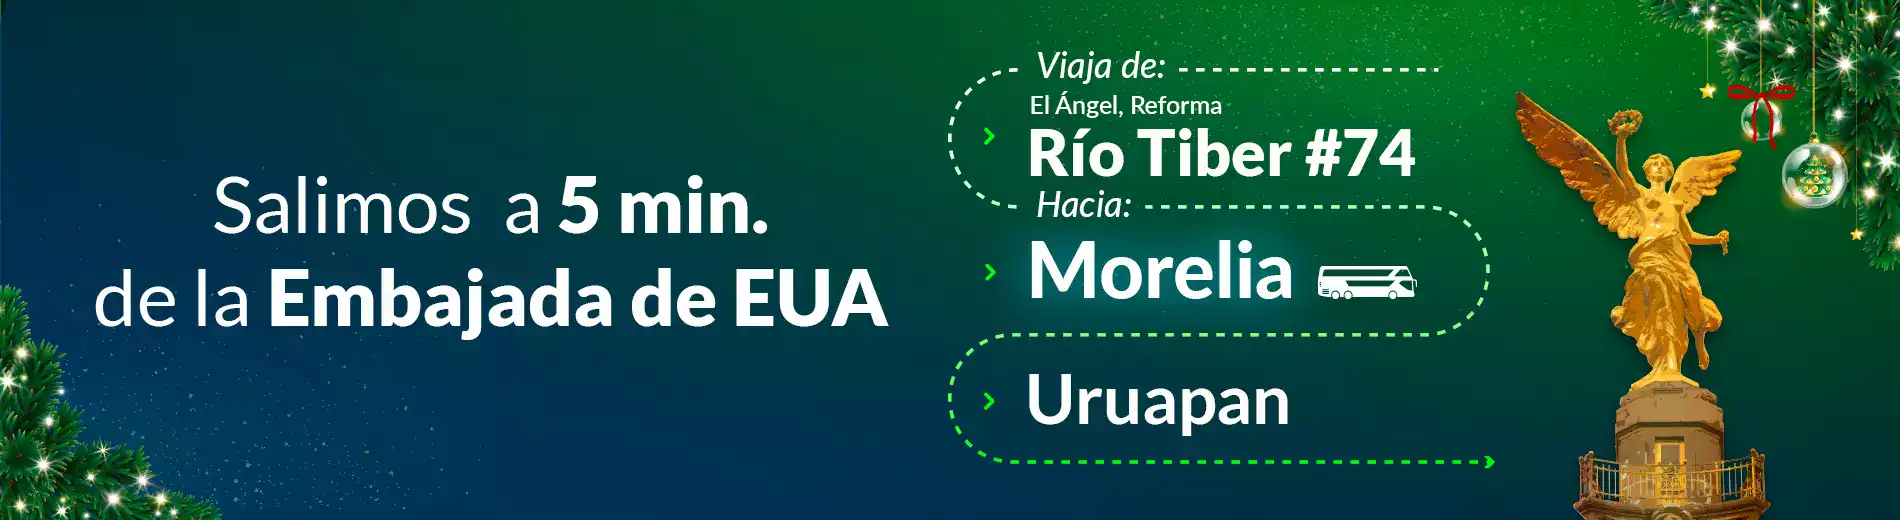 Salimos a 5 min.
de la Embajada de EUA
Viaja de:
El Ángel, Reforma
Río Tiber #74
Hacia:
Morelia
Uruapan